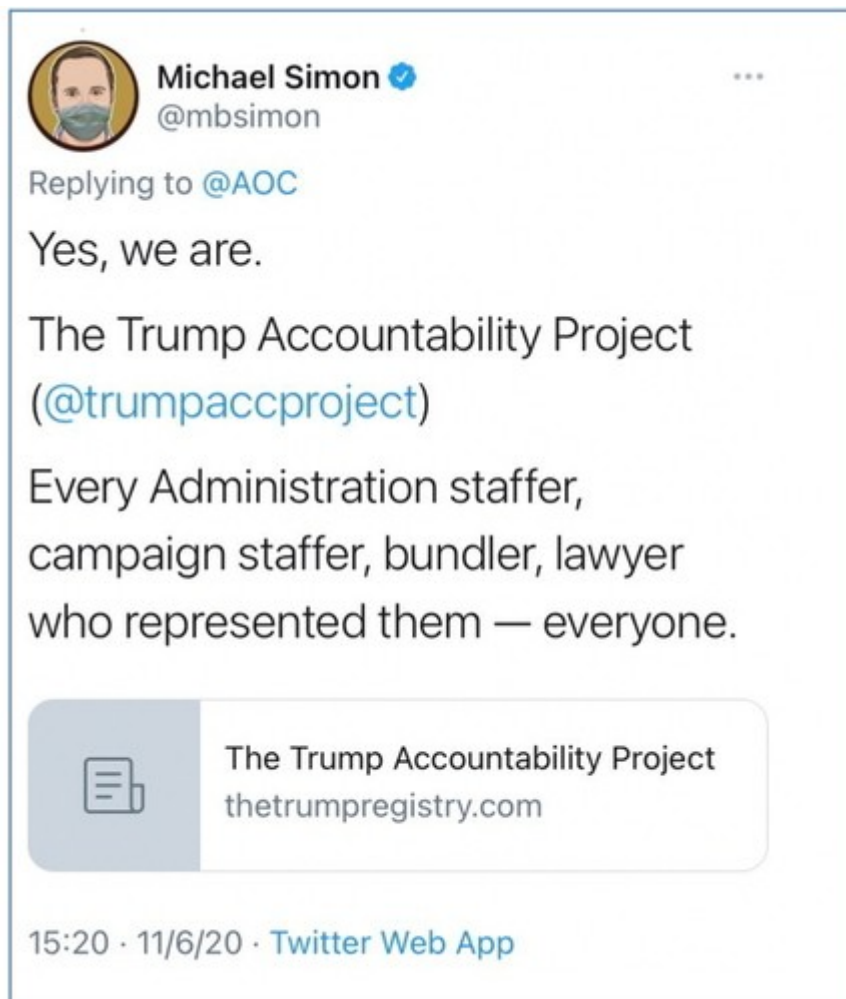 Michael Simon
@mbsimon
Replying to @AOC
Yes, we are.
The Trump Accountability Project
(@trumpaccproject)
Every Administration staffer,
campaign staffer, bundler, lawyer
who represented them — everyone.
The Trump Accountability Project
thetrumpregistry.com
15:20 · 11/6/20 · Twitter Web App